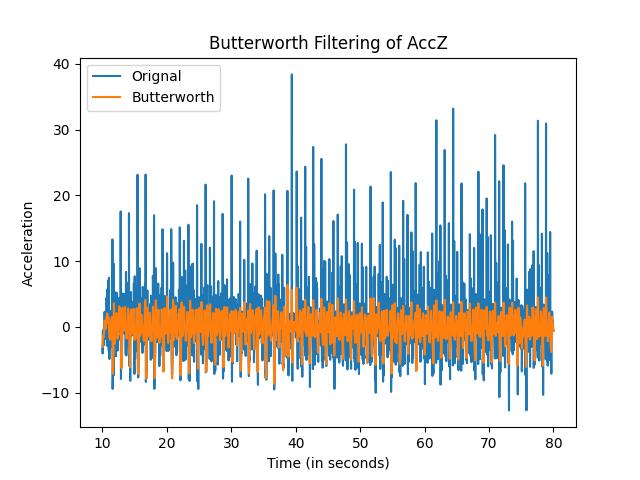 Butterworth Filtering of AccZ
Orignal
Butterworth
40
30
20
10
0
−10
Acceleration
10 20 30 40 50 60 70 80
Time (in seconds)